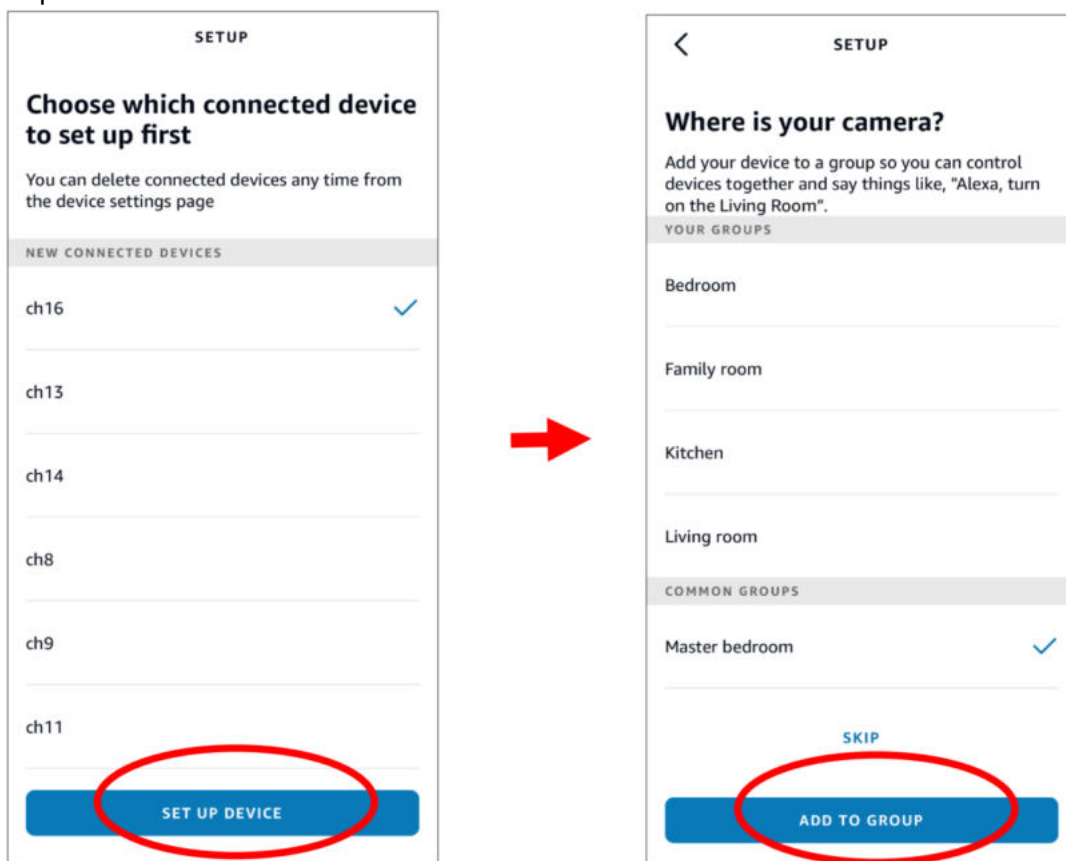 SETUP
Choose which connected device
to set up first
You can delete connected devices any time from
the device settings page
NEW CONNECTED DEVICES
ch16
ch13
ch14
ch8
ch9
ch11
SET UP DEVICE
SETUP
Where is your camera?
Add your device to a group so you can control
devices together and say things like, "Alexa, turn
on the Living Room".
YOUR GROUPS
Bedroom
Family room
Kitchen
Living room
COMMON GROUPS
Master bedroom
SKIP
ADD TO GROUP